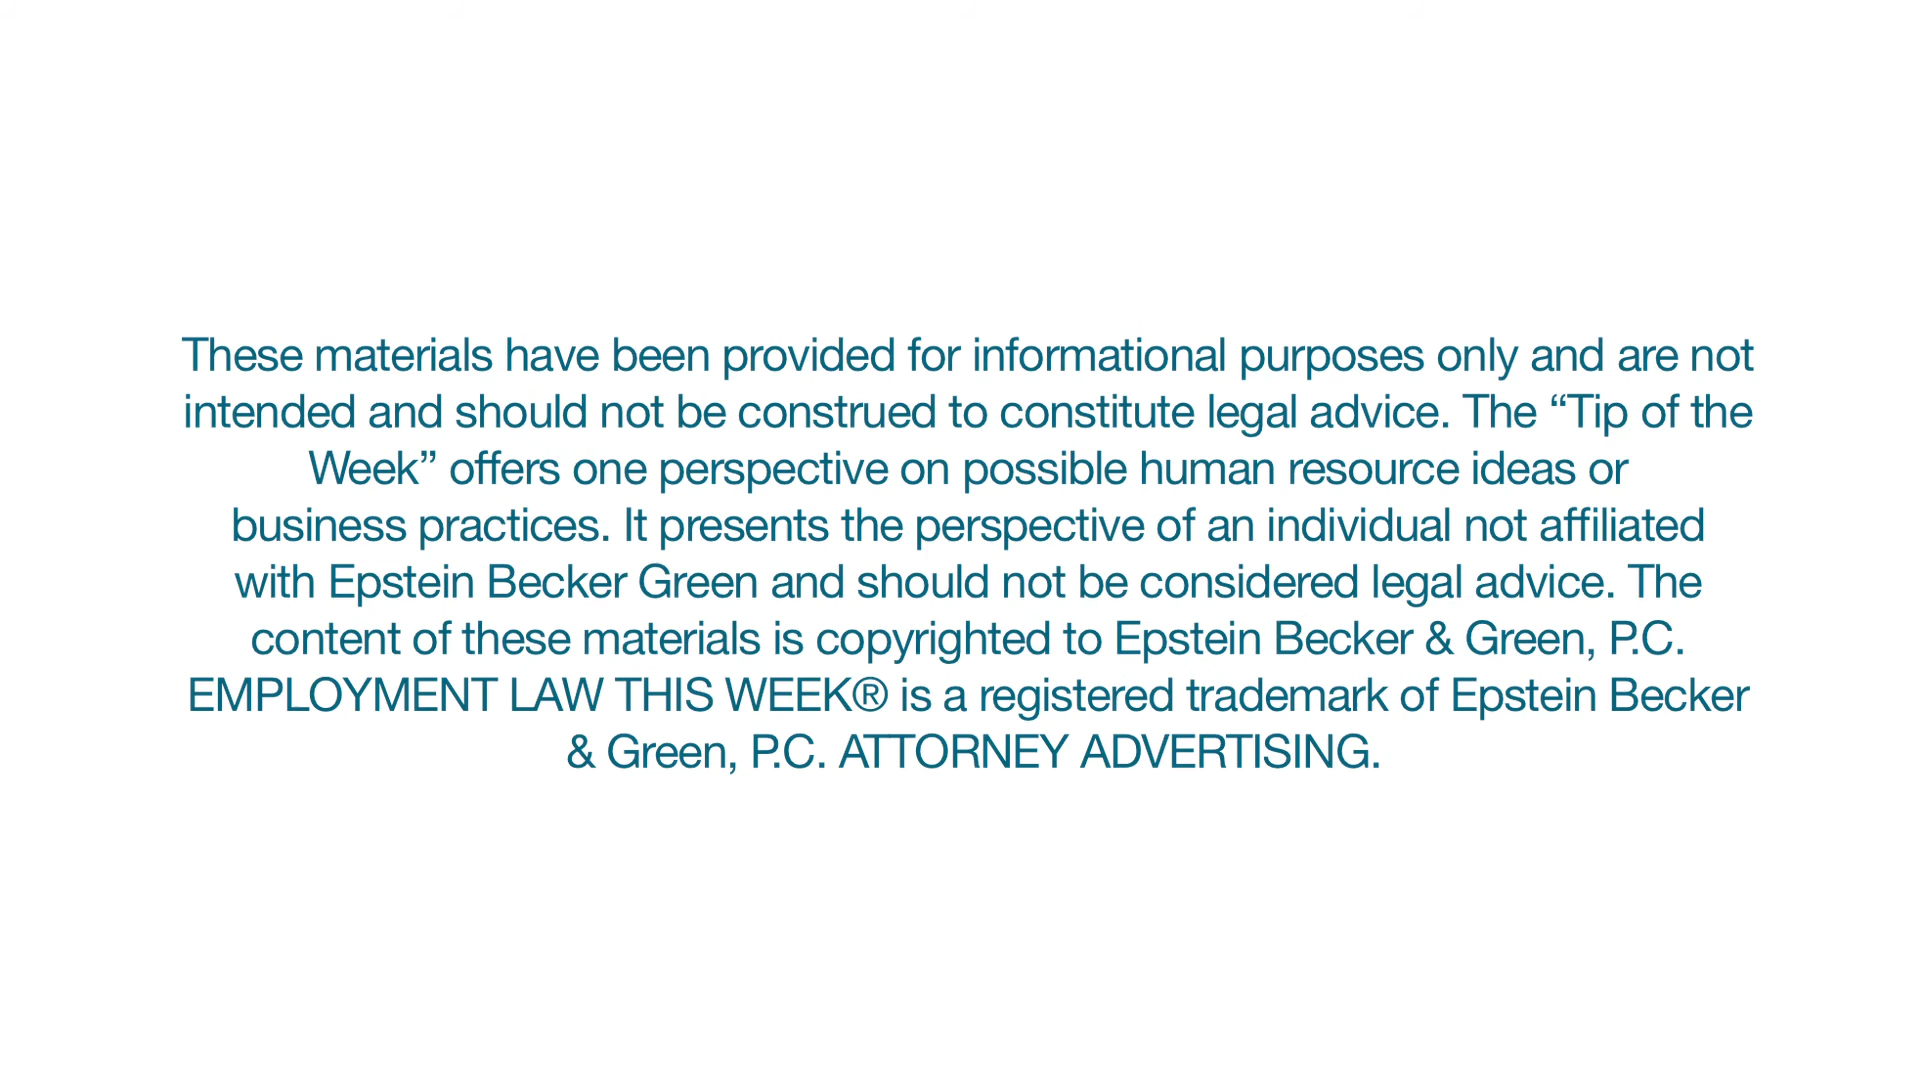 These materials have been provided for informational purposes only and are not
intended and should not be construed to constitute legal advice. The “Tip of the
Week” offers one perspective on possible human resource ideas or
business practices. It presents the perspective of an individual not affiliated
with Epstein Becker Green and should not be considered legal advice. The
content of these materials is copyrighted to Epstein Becker & Green, P.C.
EMPLOYMENT LAW THIS WEEK® is a registered trademark of Epstein Becker
& Green, P.C. ATTORNEY ADVERTISING.